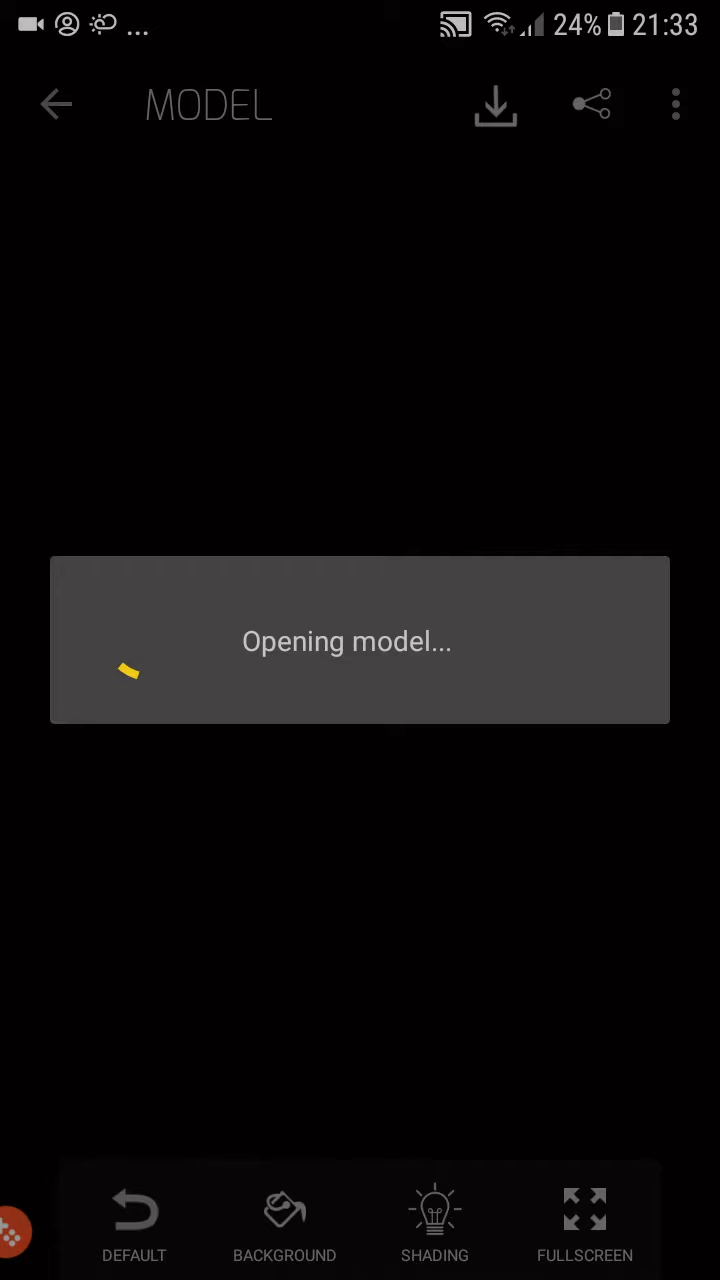 ... 24% 21:33
MODEL
Opening model...
DEFAULT BACKGROUND SHADING FULLSCREEN